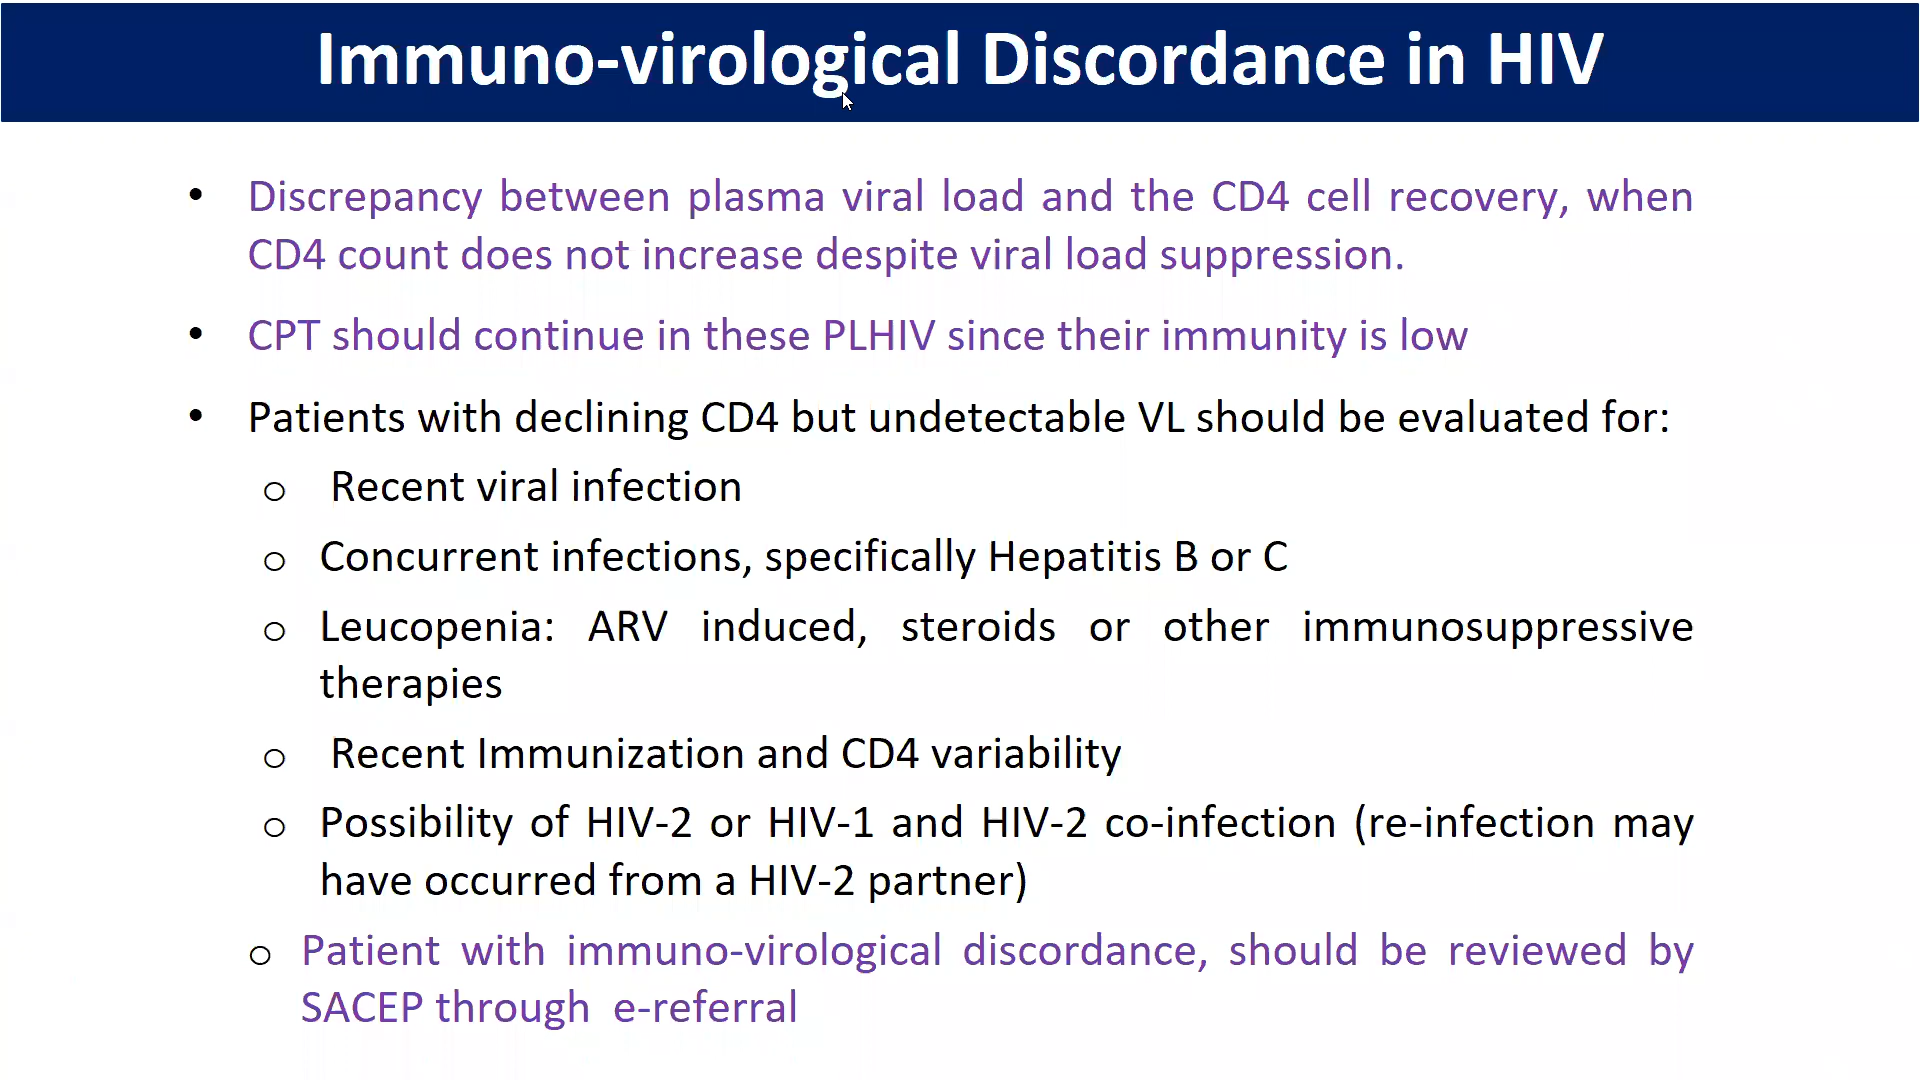 Immuno-virological Discordance in HIV
• Discrepancy between plasma viral load and the CD4 cell recovery, when
CD4 count does not increase despite viral load suppression.
• CPT should continue in these PLHIV since their immunity is low
• Patients with declining CD4 but undetectable VL should be evaluated for:
o Recent viral infection
o Concurrent infections, specifically Hepatitis B or C
o Leucopenia: ARV induced, steroids or other immunosuppressive
therapies
o Recent Immunization and CD4 variability
o Possibility of HIV-2 or HIV-1 and HIV-2 co-infection (re-infection may
have occurred from a HIV-2 partner)
o Patient with immuno-virological discordance, should be reviewed by
SACEP through e-referral